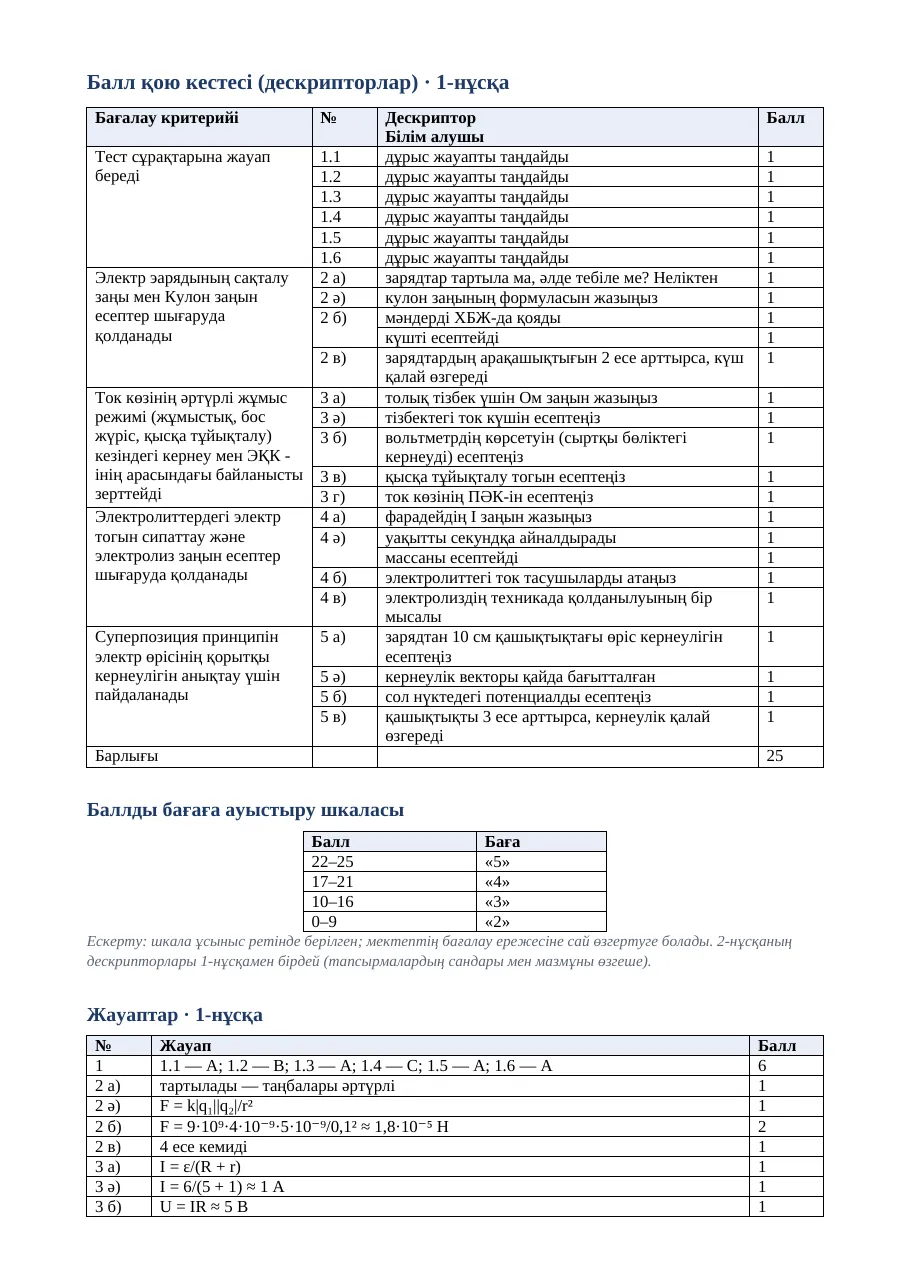 Балл қою кестесі (дескрипторлар) · 1-нұсқа
Бағалау критерийі № Дескриптор Балл
Білім алушы
Тест сұрақтарына жауап 1.1 дұрыс жауапты таңдайды 1
береді 1.2 дұрыс жауапты таңдайды 1
1.3 дұрыс жауапты таңдайды 1
1.4 дұрыс жауапты таңдайды 1
1.5 дұрыс жауапты таңдайды 1
1.6 дұрыс жауапты таңдайды 1
Электр эарядының сақталу 2 а) зарядтар тартыла ма, әлде тебіле ме? Неліктен 1
заңы мен Кулон заңын 2 ә) кулон заңының формуласын жазыңыз 1
есептер шығаруда 2 б) мәндерді ХБЖ-да қояды 1
қолданады күшті есептейді 1
2 в) зарядтардың арақашықтығын 2 есе арттырса, күш 1
қалай өзгереді
Ток көзінің әртүрлі жұмыс 3 а) толық тізбек үшін Ом заңын жазыңыз 1
режимі (жұмыстық, бос 3 ә) тізбектегі ток күшін есептеңіз 1
жүріс, қысқа тұйықталу) 3 б) вольтметрдің көрсетуін (сыртқы бөліктегі 1
кезіндегі кернеу мен ЭҚК - кернеуді) есептеңіз
інің арасындағы байланысты 3 в) қысқа тұйықталу тогын есептеңіз 1
зерттейді 3 г) ток көзінің ПӘК-ін есептеңіз 1
Электролиттердегі электр 4 а) фарадейдің I заңын жазыңыз 1
тогын сипаттау және 4 ә) уақытты секундқа айналдырады 1
электролиз заңын есептер массаны есептейді 1
шығаруда қолданады 4 б) электролиттегі ток тасушыларды атаңыз 1
4 в) электролиздің техникада қолданылуының бір 1
мысалы
Суперпозиция принципін 5 а) зарядтан 10 см қашықтықтағы өріс кернеулігін 1
электр өрісінің қорытқы есептеңіз
кернеулігін анықтау үшін 5 ә) кернеулік векторы қайда бағытталған 1
пайдаланады 5 б) сол нүктедегі потенциалды есептеңіз 1
5 в) қашықтықты 3 есе арттырса, кернеулік қалай 1
өзгереді
Барлығы 25
Баллды бағаға ауыстыру шкаласы
Балл Баға
22–25 «5»
17–21 «4»
10–16 «3»
0–9 «2»
Ескерту: шкала ұсыныс ретінде берілген; мектептің бағалау ережесіне сай өзгертуге болады. 2-нұсқаның
дескрипторлары 1-нұсқамен бірдей (тапсырмалардың сандары мен мазмұны өзгеше).
Жауаптар · 1-нұсқа
№ Жауап Балл
1 1.1 — A; 1.2 — B; 1.3 — A; 1.4 — C; 1.5 — A; 1.6 — A 6
2 а) тартылады — таңбалары әртүрлі 1
2 ә) F = k|q₁||q₂|/r² 1
2 б) F = 9·10⁹·4·10⁻⁹·5·10⁻⁹/0,1² ≈ 1,8·10⁻⁵ Н 2
2 в) 4 есе кемиді 1
3 а) I = ε/(R + r) 1
3 ә) I = 6/(5 + 1) ≈ 1 А 1
3 б) U = IR ≈ 5 В 1